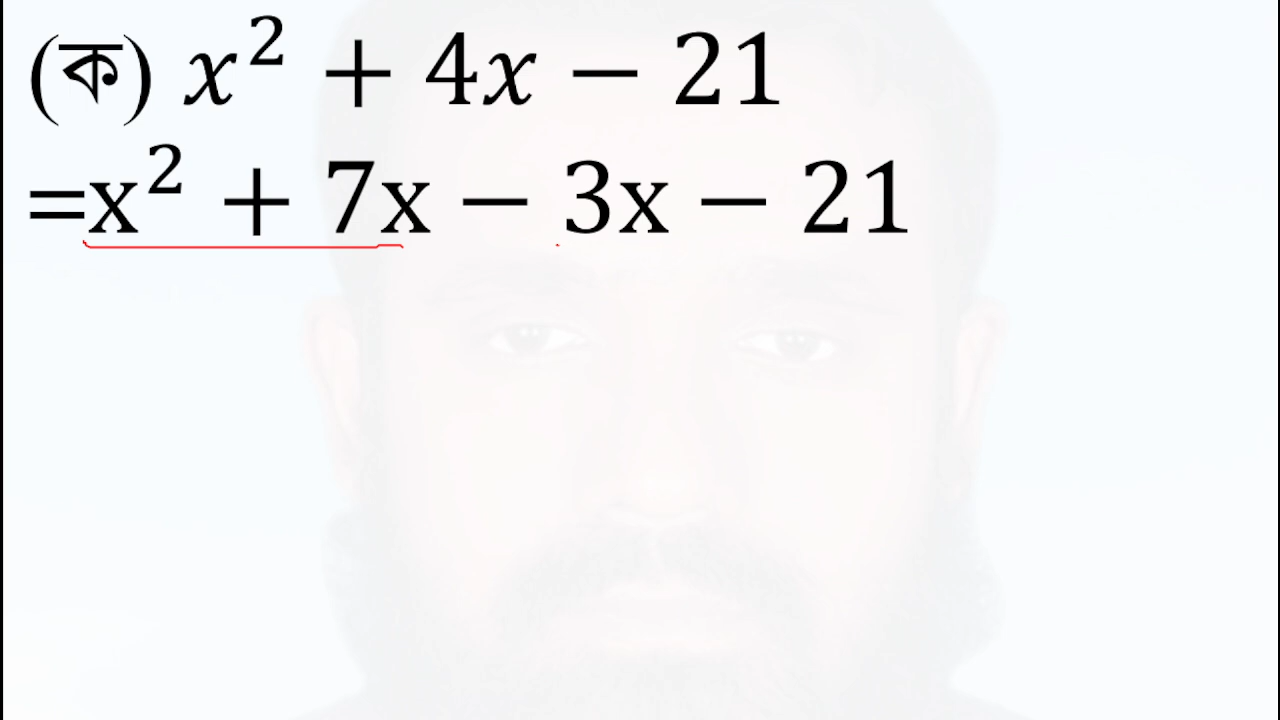 (ক) x² + 4x − 21
=x² + 7x − 3x − 21